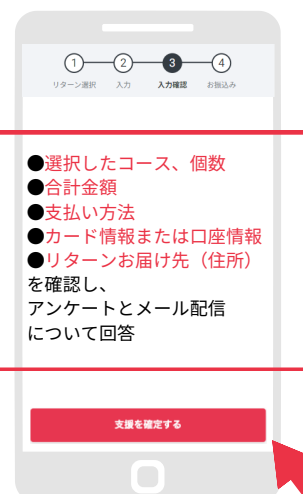 1 2 3 4
リターン選択 入力 入力確認 お振込み
●選択したコース、個数
●合計金額
●支払い方法
●カード情報または口座情報
●リターンお届け先（住所）
を確認し、
アンケートとメール配信
について回答
支援を確定する